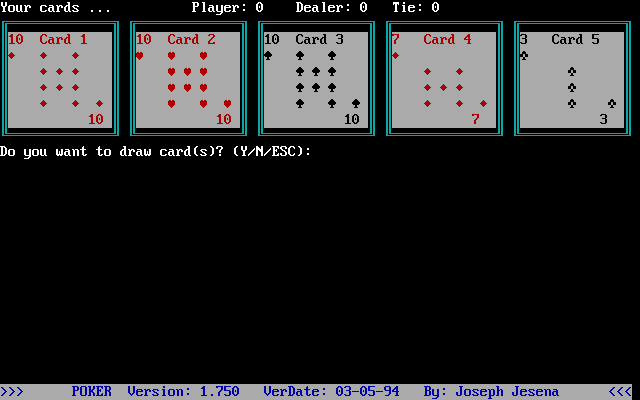 Your cards ... Player: 0 Dealer: 0 Tie: 0
10 Card 1 10 Card 2 10 Card 3 7 Card 4 3 Card 5
10 10 10 7 3
Do you want to draw card(s)? (Y/N/ESC):
>>> POKER Version: 1.750 VerDate: 03-05-94 By: Joseph Jesena <<<